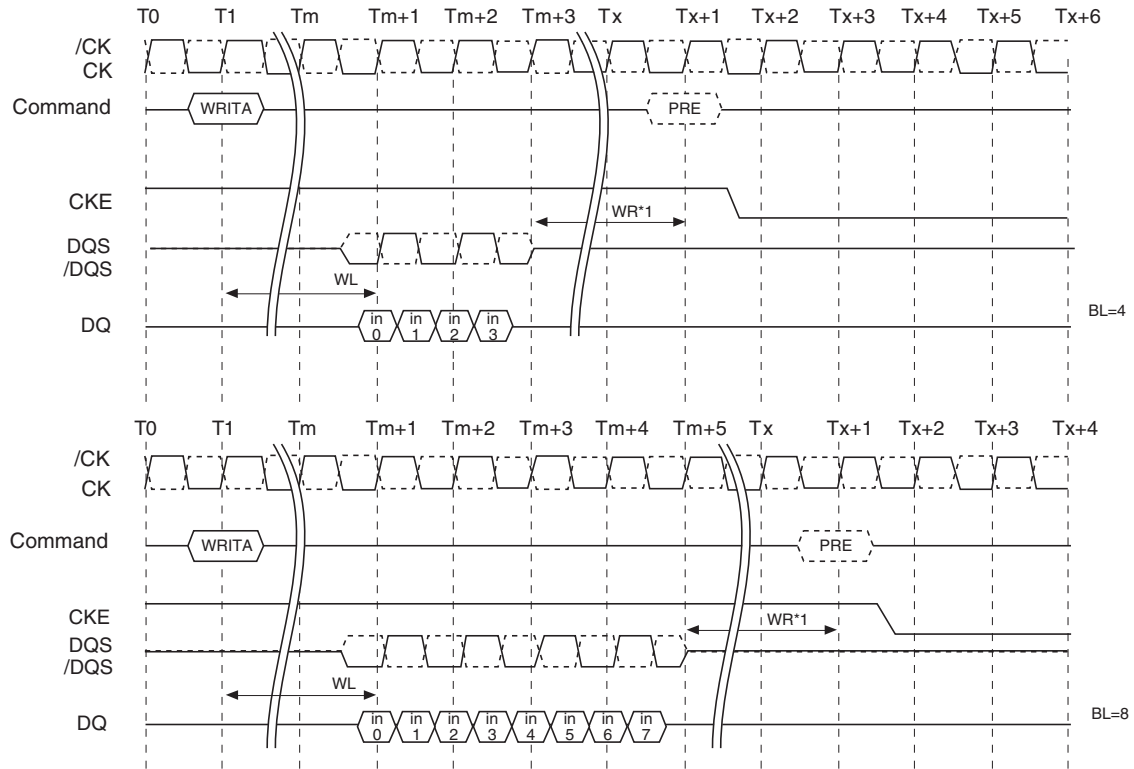 T0 T1 Tm Tm+1 Tm+2 Tm+3 Tx Tx+1 Tx+2 Tx+3 Tx+4 Tx+5 Tx+6
/CK
CK
Command WRITA PRE
CKE
WR*1
DQS
/DQS
WL
DQ in 0 in 1 in 2 in 3 BL=4
T0 T1 Tm Tm+1 Tm+2 Tm+3 Tm+4 Tm+5 Tx Tx+1 Tx+2 Tx+3 Tx+4
/CK
CK
Command WRITA PRE
CKE
WR*1
DQS
/DQS
WL
DQ in 0 in 1 in 2 in 3 in 4 in 5 in 6 in 7 BL=8